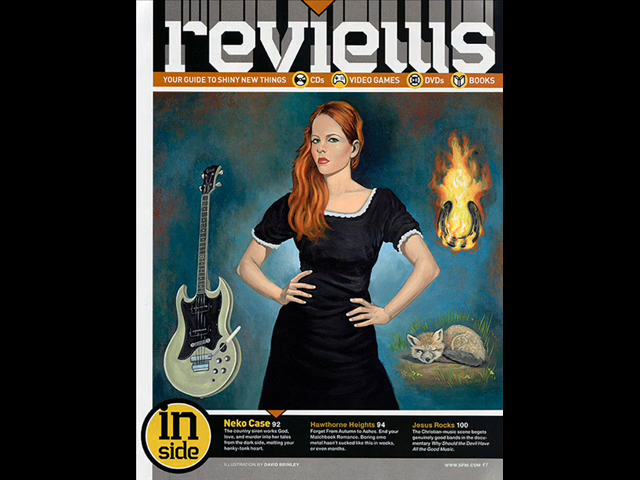 reviews
YOUR GUIDE TO SHINY NEW THINGS CDs VIDEO GAMES DVDs BOOKS
in
side
Neko Case 92
The country siren works God,
love, and murder into her tales
from the dark side, melting your
honky-tonk heart.
Hawthorne Heights 94
Forget From Autumn to Ashes. End your
Matchbook Romance. Boring emo
metal hasn't sucked like this in weeks,
or even months.
Jesus Rocks 100
The Christian-music scene begets
genuinely good bands in the docu-
mentary Why Should the Devil Have
All the Good Music.
ILLUSTRATION BY DAVID BRINLEY
WWW.SPIN.COM